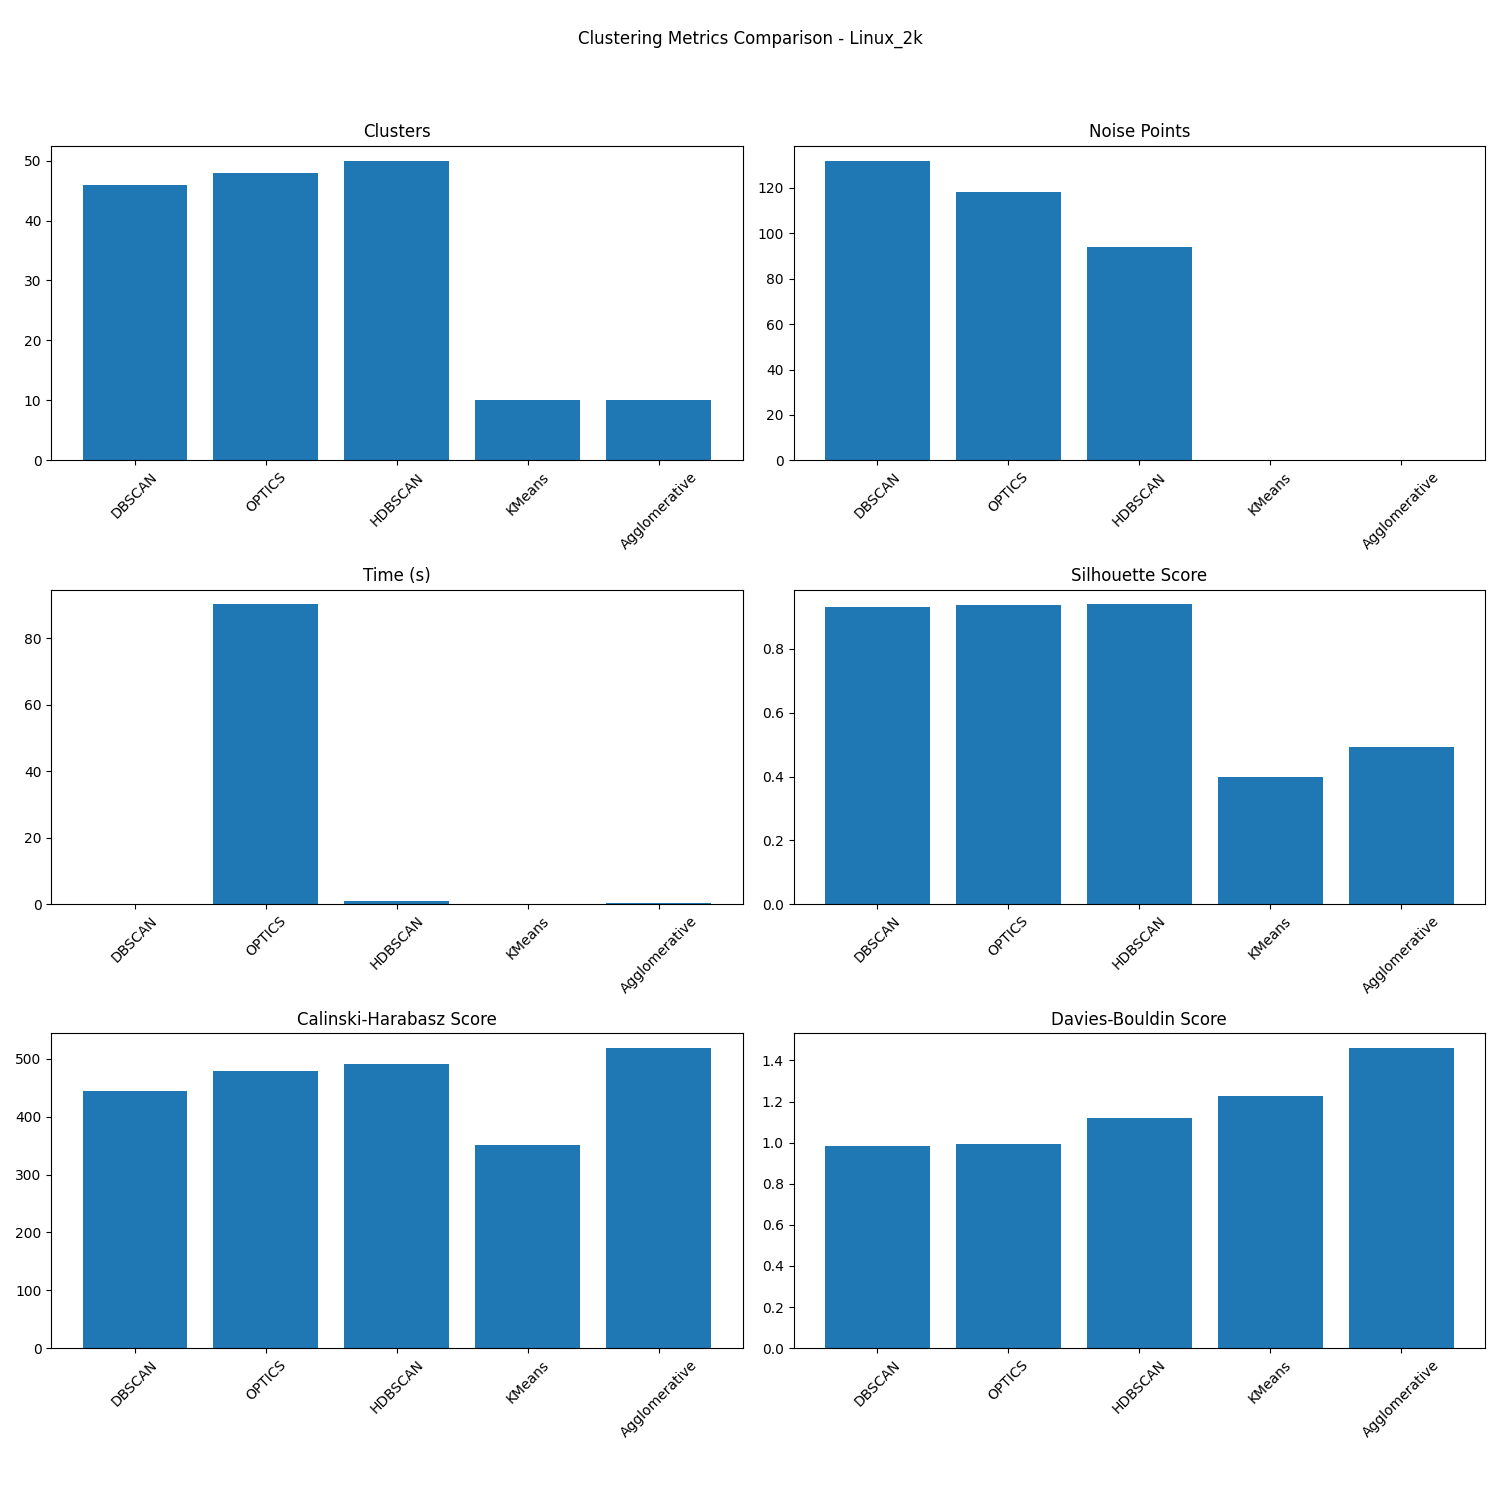 Clustering Metrics Comparison - Linux_2k
Clusters
50
40
30
20
10
0
DBSCAN
OPTICS
HDBSCAN
KMeans
Agglomerative
Noise Points
120
100
80
60
40
20
0
DBSCAN
OPTICS
HDBSCAN
KMeans
Agglomerative
Time (s)
80
60
40
20
0
DBSCAN
OPTICS
HDBSCAN
KMeans
Agglomerative
Silhouette Score
0.8
0.6
0.4
0.2
0.0
DBSCAN
OPTICS
HDBSCAN
KMeans
Agglomerative
Calinski-Harabasz Score
500
400
300
200
100
0
DBSCAN
OPTICS
HDBSCAN
KMeans
Agglomerative
Davies-Bouldin Score
1.4
1.2
1.0
0.8
0.6
0.4
0.2
0.0
DBSCAN
OPTICS
HDBSCAN
KMeans
Agglomerative